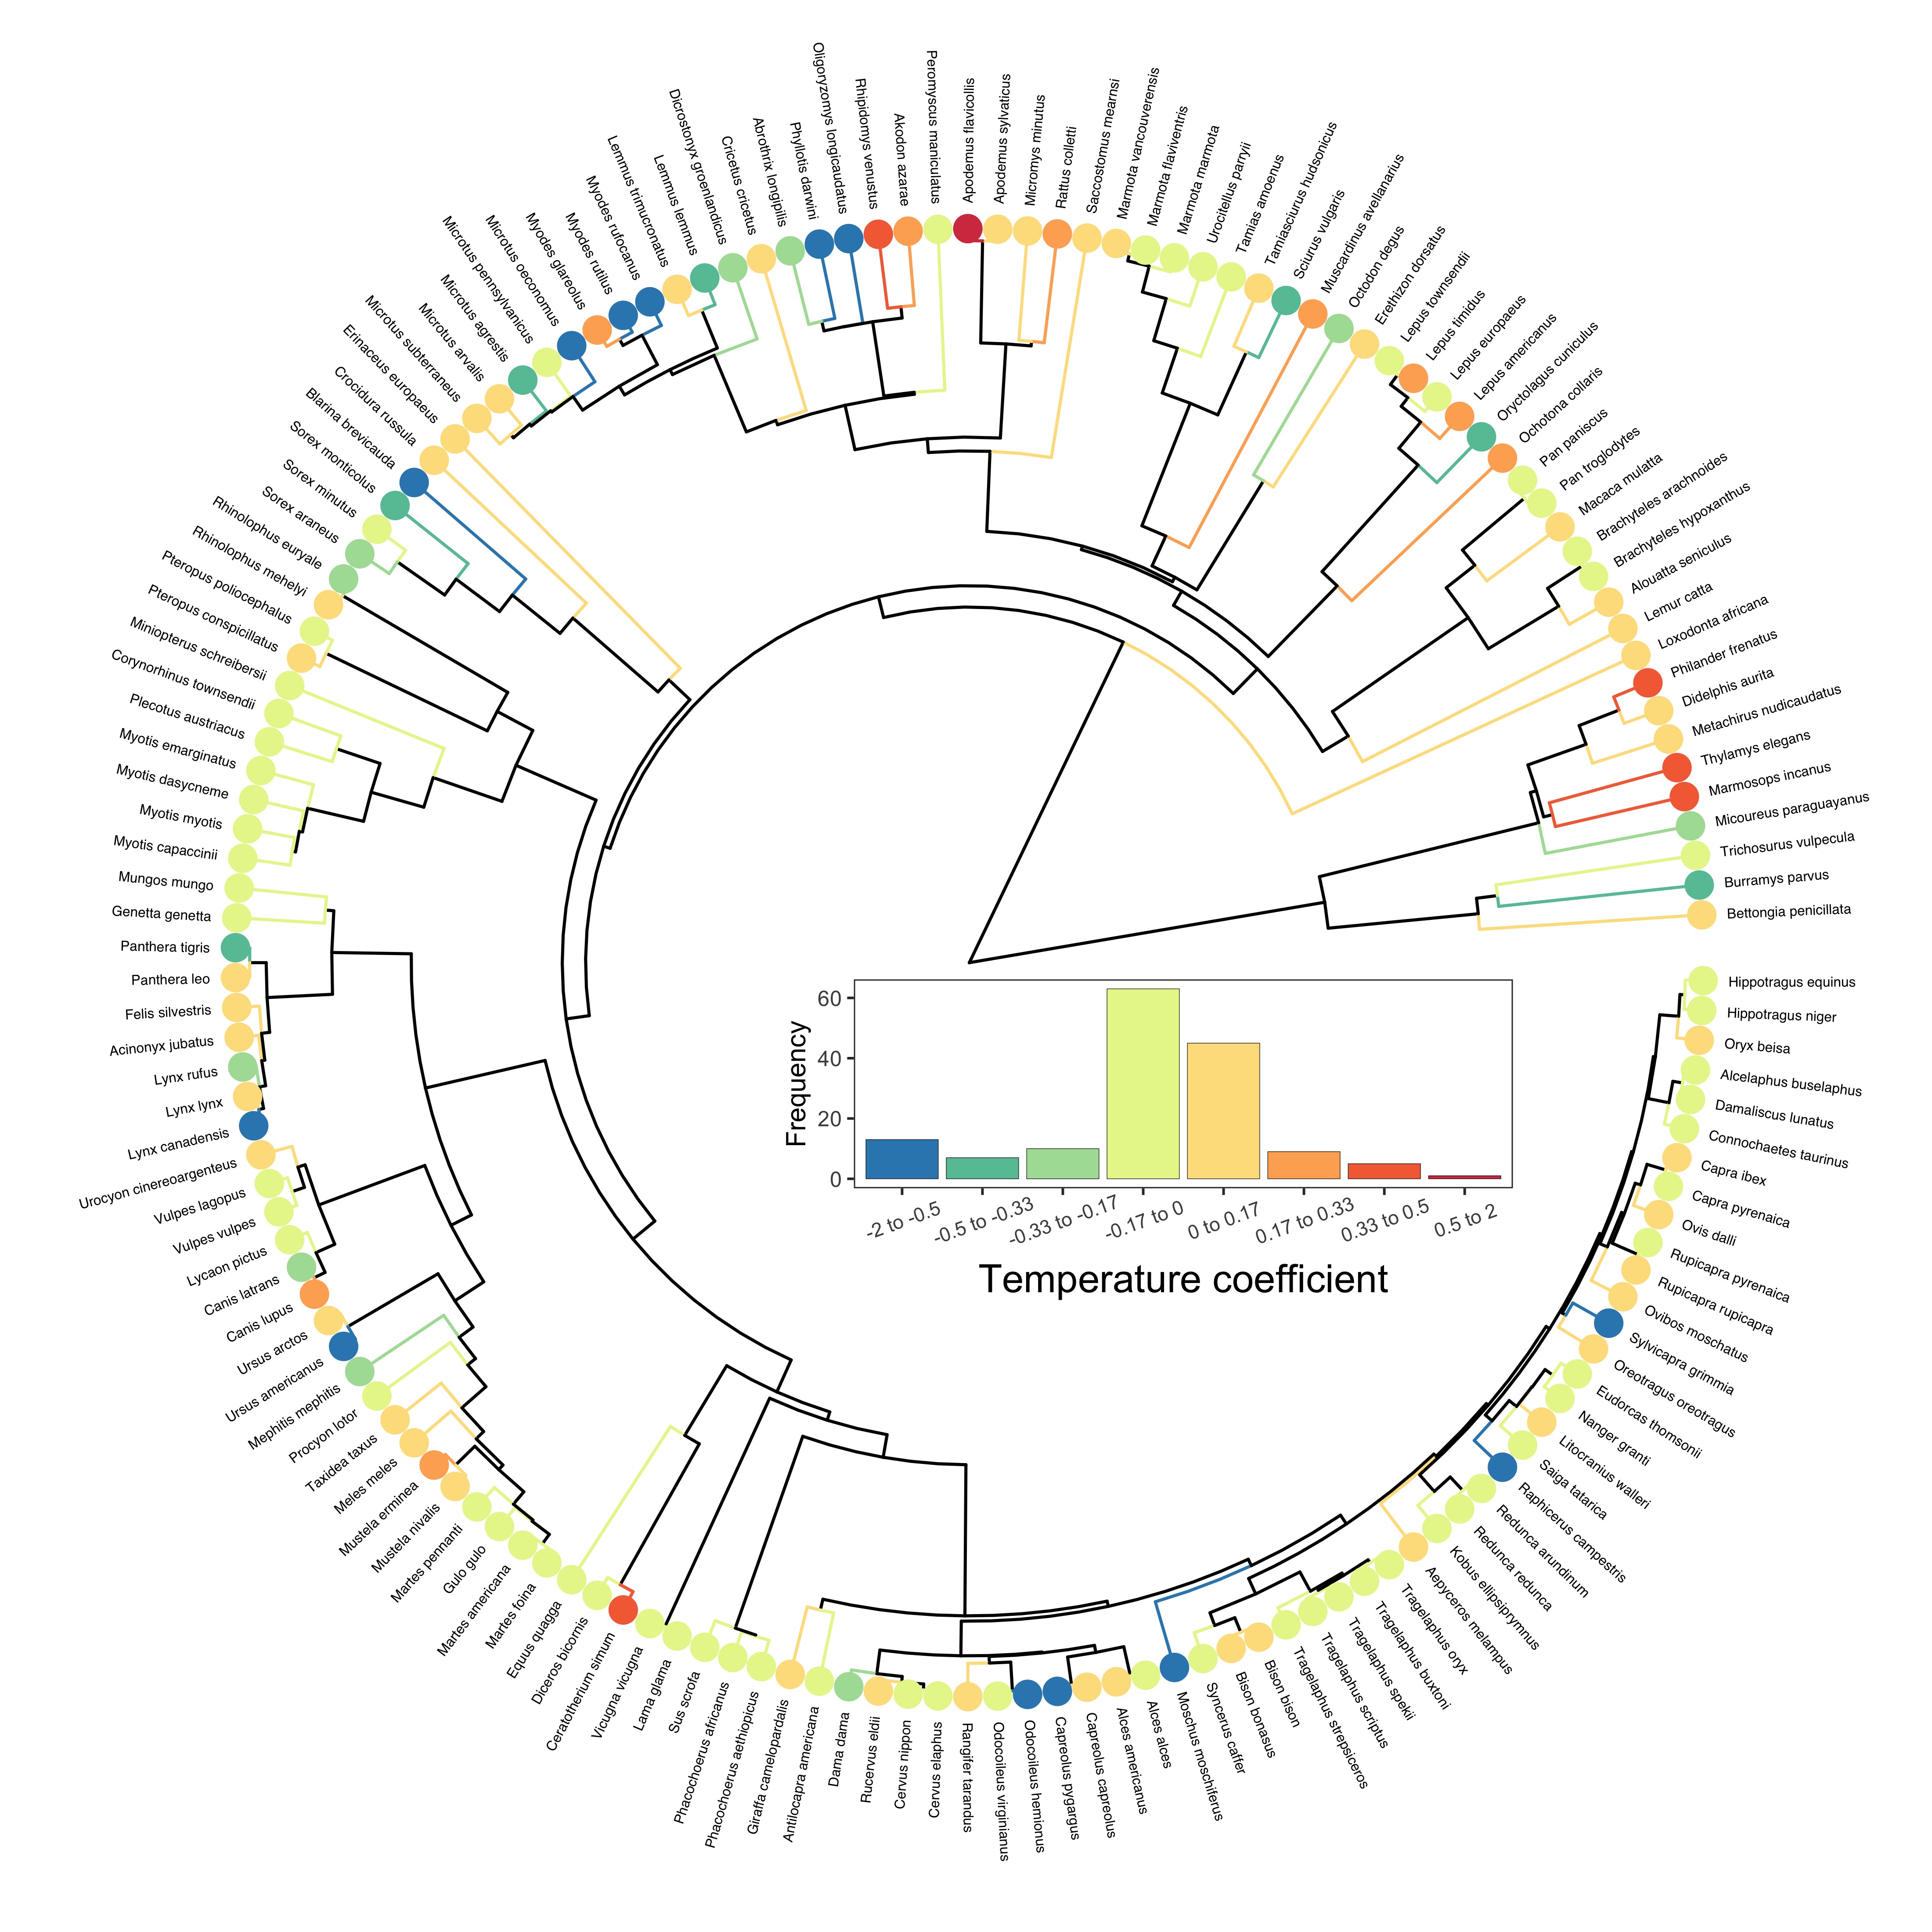 Oligoryzomys longicaudatus
Rhipidomys venustus
Akodon azarae
Peromyscus maniculatus
Apodemus flavicollis
Apodemus sylvaticus
Micromys minutus
Rattus colletti
Saccostomus mearnsi
Marmota vancouverensis
Marmota flaviventris
Marmota marmota
Urocitellus parryii
Tamias amoenus
Tamiasciurus hudsonicus
Sciurus vulgaris
Muscardinus avellanarius
Octodon degus
Erethizon dorsatus
Lepus townsendii
Lepus timidus
Lepus europaeus
Lepus americanus
Oryctolagus cuniculus
Ochotona collaris
Pan paniscus
Pan troglodytes
Macaca mulatta
Brachyteles arachnoides
Brachyteles hypoxanthus
Alouatta seniculus
Lemur catta
Loxodonta africana
Philander frenatus
Didelphis aurita
Metachirus nudicaudatus
Thylamys elegans
Marmosops incanus
Micoureus paraguayanus
Trichosurus vulpecula
Burramys parvus
Bettongia penicillata
Hippotragus equinus
Hippotragus niger
Oryx beisa
Alcelaphus buselaphus
Damaliscus lunatus
Connochaetes taurinus
Capra ibex
Capra pyrenaica
Ovis dalli
Rupicapra pyrenaica
Rupicapra rupicapra
Ovibos moschatus
Sylvicapra grimmia
Oreotragus oreotragus
Eudorcas thomsonii
Nanger granti
Litocranius walleri
Saiga tatarica
Raphicerus campestris
Redunca arundinum
Redunca redunca
Kobus ellipsiprymnus
Aepyceros melampus
Tragelaphus oryx
Tragelaphus buxtoni
Tragelaphus spekii
Tragelaphus scriptus
Tragelaphus strepsiceros
Bison bison
Bison bonasus
Syncerus caffer
Moschus moschiferus
Alces alces
Alces americanus
Capreolus capreolus
Capreolus pygargus
Odocoileus hemionus
Odocoileus virginianus
Rangifer tarandus
Cervus elaphus
Cervus nippon
Rucervus eldii
Dama dama
Antilocapra americana
Giraffa camelopardalis
Phacochoerus aethiopicus
Phacochoerus africanus
Sus scrofa
Lama glama
Vicugna vicugna
Ceratotherium simum
Diceros bicornis
Equus quagga
Martes foina
Martes americana
Gulo gulo
Martes pennanti
Mustela nivalis
Mustela erminea
Meles meles
Taxidea taxus
Procyon lotor
Mephitis mephitis
Ursus americanus
Ursus arctos
Canis lupus
Canis latrans
Lycaon pictus
Vulpes vulpes
Vulpes lagopus
Urocyon cinereoargenteus
Lynx canadensis
Lynx lynx
Lynx rufus
Acinonyx jubatus
Felis silvestris
Panthera leo
Panthera tigris
Genetta genetta
Mungos mungo
Myotis capaccinii
Myotis myotis
Myotis dasycneme
Myotis emarginatus
Plecotus austriacus
Corynorhinus townsendii
Miniopterus schreibersii
Pteropus conspicillatus
Pteropus poliocephalus
Rhinolophus mehelyi
Rhinolophus euryale
Sorex araneus
Sorex minutus
Sorex monticolus
Blarina brevicauda
Crocidura russula
Erinaceus europaeus
Microtus subterraneus
Microtus arvalis
Microtus agrestis
Microtus pennsylvanicus
Microtus oeconomus
Myodes glareolus
Myodes rutilus
Myodes rufocanus
Lemmus trimucronatus
Lemmus lemmus
Dicrostonyx groenlandicus
Cricetus cricetus
Abrothrix longipilis
Phyllotis darwini
Frequency
60
40
20
0
-2 to -0.5
-0.5 to -0.33
-0.33 to -0.17
-0.17 to 0
0 to 0.17
0.17 to 0.33
0.33 to 0.5
0.5 to 2
Temperature coefficient